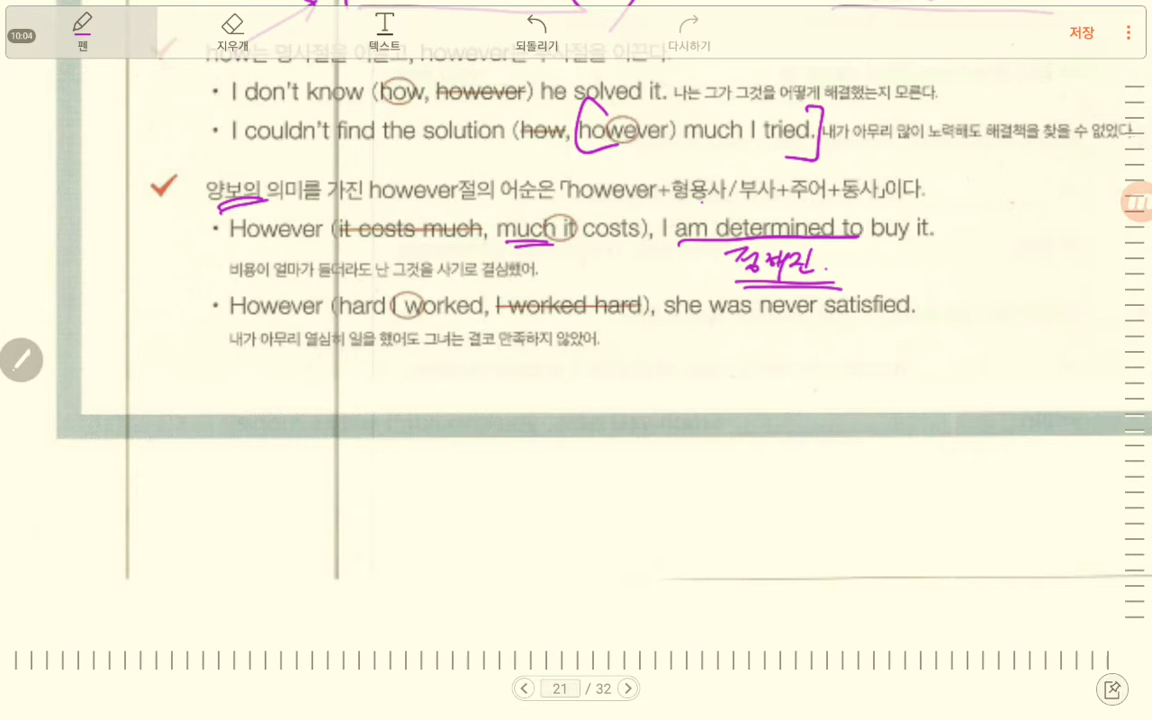 10:04
펜
지우개
텍스트
되돌리기
다시하기
저장
how는 명사절을 이끌고, however는 부사절을 이끈다.
• I don't know (how, however) he solved it. 나는 그가 그것을 어떻게 해결했는지 모른다.
• I couldn't find the solution (how, however) much I tried. 내가 아무리 많이 노력해도 해결책을 찾을 수 없었다.
양보의 의미를 가진 however절의 어순은 「however+형용사/부사+주어+동사」이다.
• However (it costs much, much it costs), I am determined to buy it.
비용이 얼마가 들더라도 난 그것을 사기로 결심했어.
• However (hard I worked, I worked hard), she was never satisfied.
내가 아무리 열심히 일을 했어도 그녀는 결코 만족하지 않았어.
21 / 32